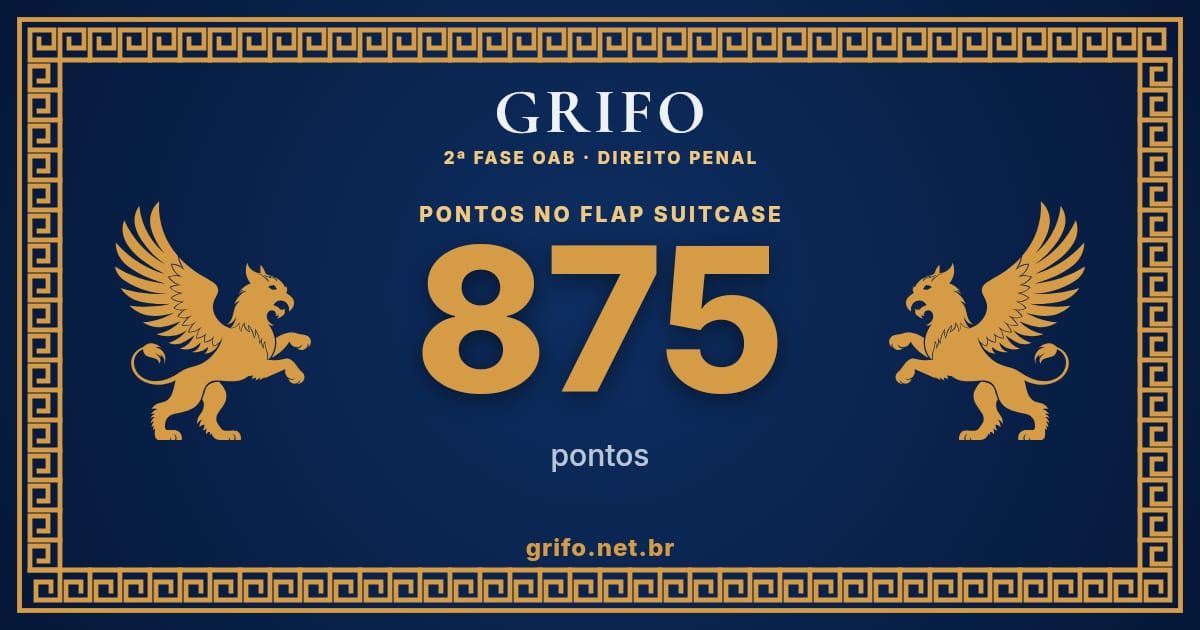 GRIFO
2ª FASE OAB · DIREITO PENAL
PONTOS NO FLAP SUITCASE
875
pontos
grifo.net.br